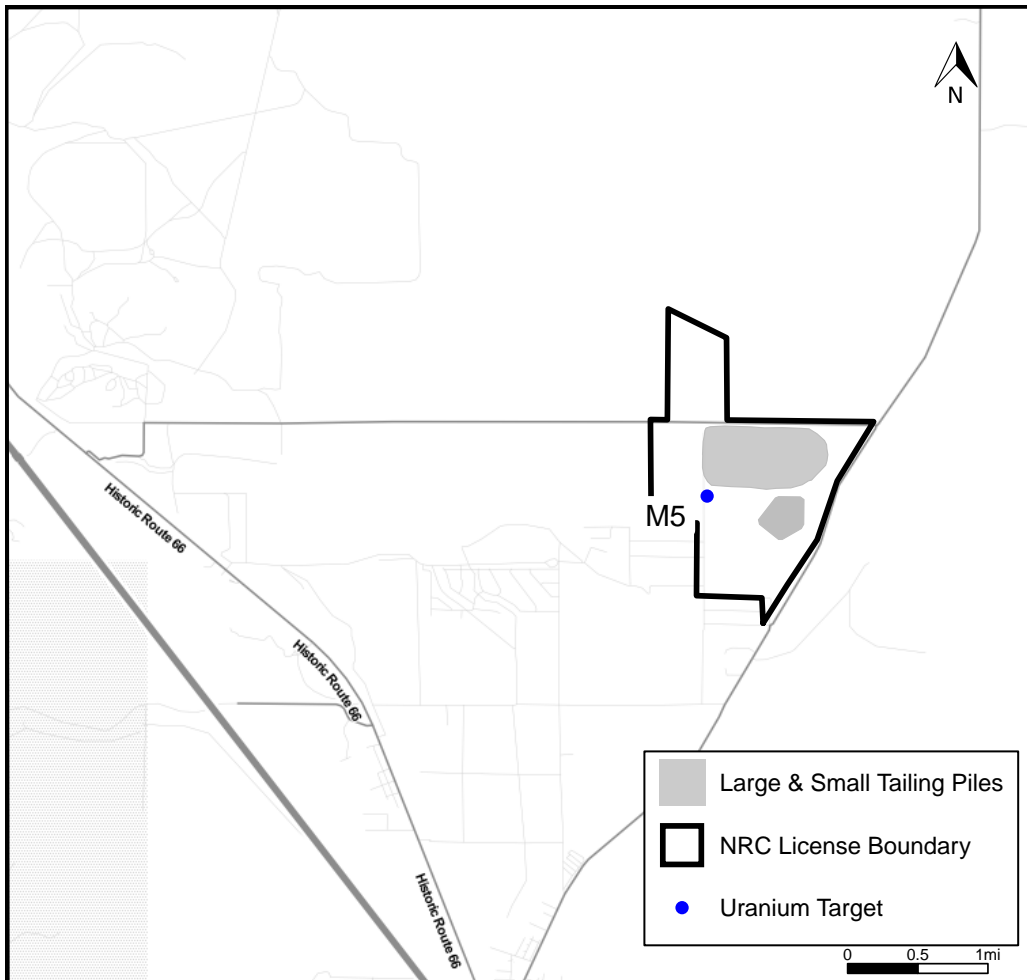 N
Historic Route 66
M5
Historic Route 66
Historic Route 66
Large & Small Tailing Piles
NRC License Boundary
Uranium Target
0 0.5 1mi